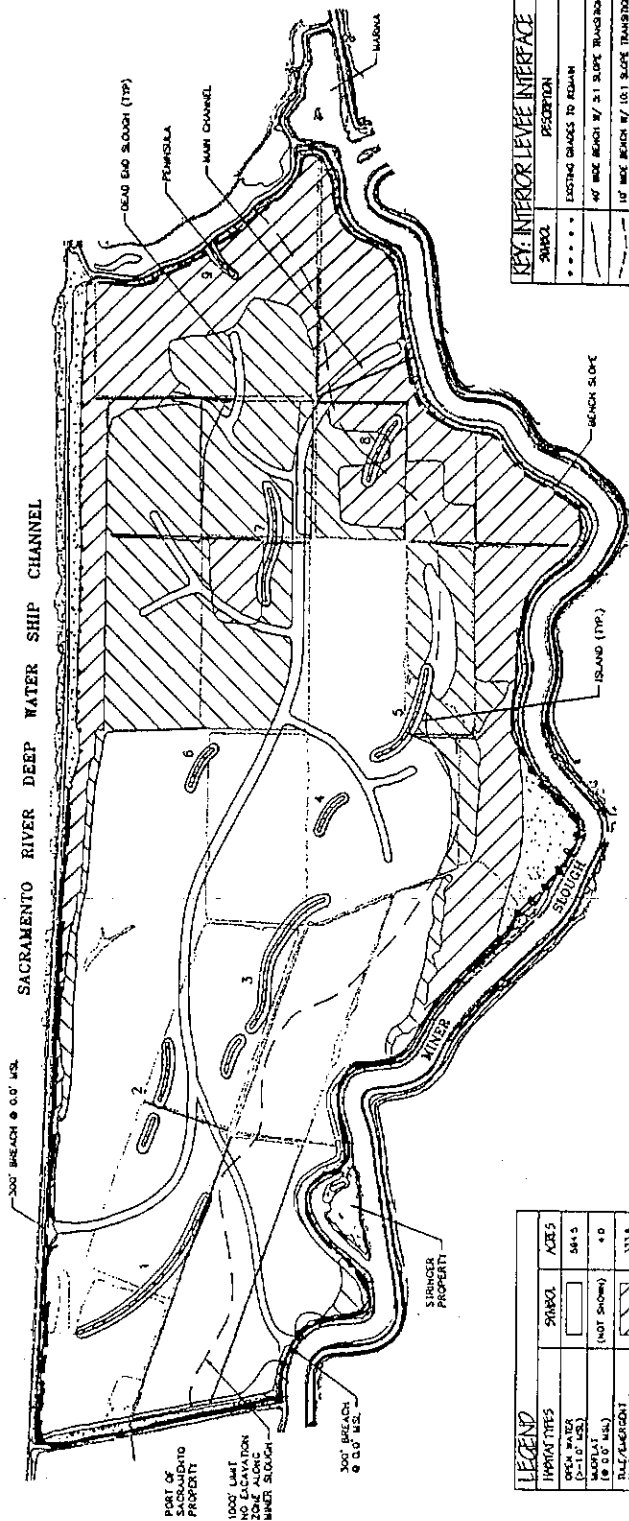 SACRAMENTO RIVER DEEP WATER SHIP CHANNEL
300' BREACH @ 0.0' MSL
DEAD END SLOUGH (TYP)
PENINSULA
MAIN CHANNEL
MARINA
1
2
3
4
5
6
7
8
9
PORT OF
SACRAMENTO
PROPERTY
1000' LIMIT
NO EXCAVATION
ZONE ALONG
MINER SLOUGH
300' BREACH
@ 0.0' MSL
STRINGER
PROPERTY
MINER SLOUGH
ISLAND (TYP.)
BENCH SLOPE
LEGEND
HABITAT TYPES
SYMBOL
ACRES
OPEN WATER
(>-1.0' MSL)
MUDFLAT
(@ 0.0' MSL)
(NOT SHOWN)
4.0
TULE/EMERGENT
KEY: INTERIOR LEVEE INTERFACE
SYMBOL
DESCRIPTION
EXISTING GRADES TO REMAIN
WIDE BENCH W/ SLOPE TRANSITION
WIDE BENCH W/ 10:1 SLOPE TRANSITION